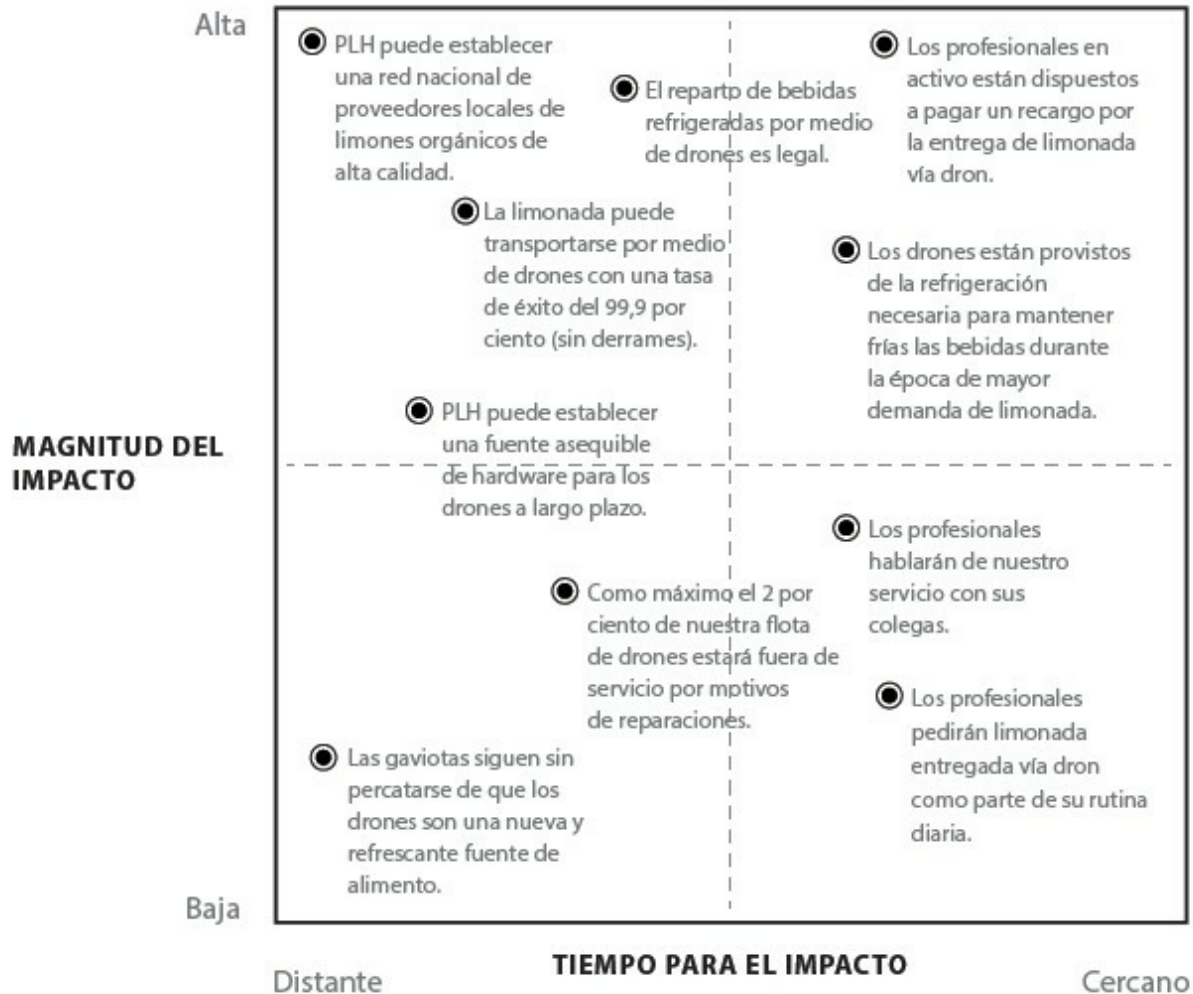 Alta
PLH puede establecer
una red nacional de
proveedores locales de
limones orgánicos de
alta calidad.
El reparto de bebidas
refrigeradas por medio
de drones es legal.
Los profesionales en
activo están dispuestos
a pagar un recargo por
la entrega de limonada
vía dron.
La limonada puede
transportarse por medio
de drones con una tasa
de éxito del 99,9 por
ciento (sin derrames).
Los drones están provistos
de la refrigeración
necesaria para mantener
frías las bebidas durante
la época de mayor
demanda de limonada.
PLH puede establecer
una fuente asequible
de hardware para los
drones a largo plazo.
MAGNITUD DEL
IMPACTO
Los profesionales
hablarán de nuestro
servicio con sus
colegas.
Como máximo el 2 por
ciento de nuestra flota
de drones estará fuera de
servicio por motivos
de reparaciones.
Los profesionales
pedirán limonada
entregada vía dron
como parte de su rutina
diaria.
Las gaviotas siguen sin
percatarse de que los
drones son una nueva y
refrescante fuente de
alimento.
Baja
Distante
TIEMPO PARA EL IMPACTO
Cercano